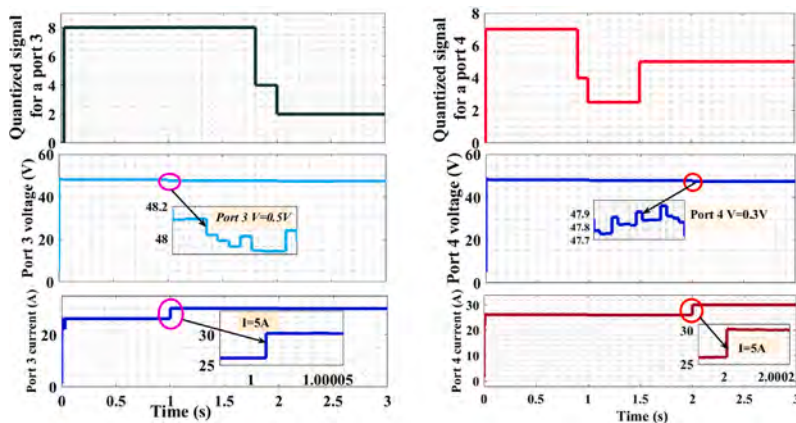 Quantized signal
for a port 3
8
6
4
2
0
Port 3 voltage (V)
60
40
20
0
48.2
48
Port 3 V=0.5V
Port 3 current (A)
20
0
30
25
I=5A
1 1.00005
0 0.5 1 1.5 2 2.5 3
Time (s)
Quantized signal
for a port 4
8
6
4
2
0
Port 4 voltage (V)
60
40
20
0
47.9
47.8
47.7
Port 4 V=0.3V
Port 4 current (A)
30
20
10
0
30
25
I=5A
2 2.0002
0 0.5 1 1.5 2 2.5 3
Time (s)